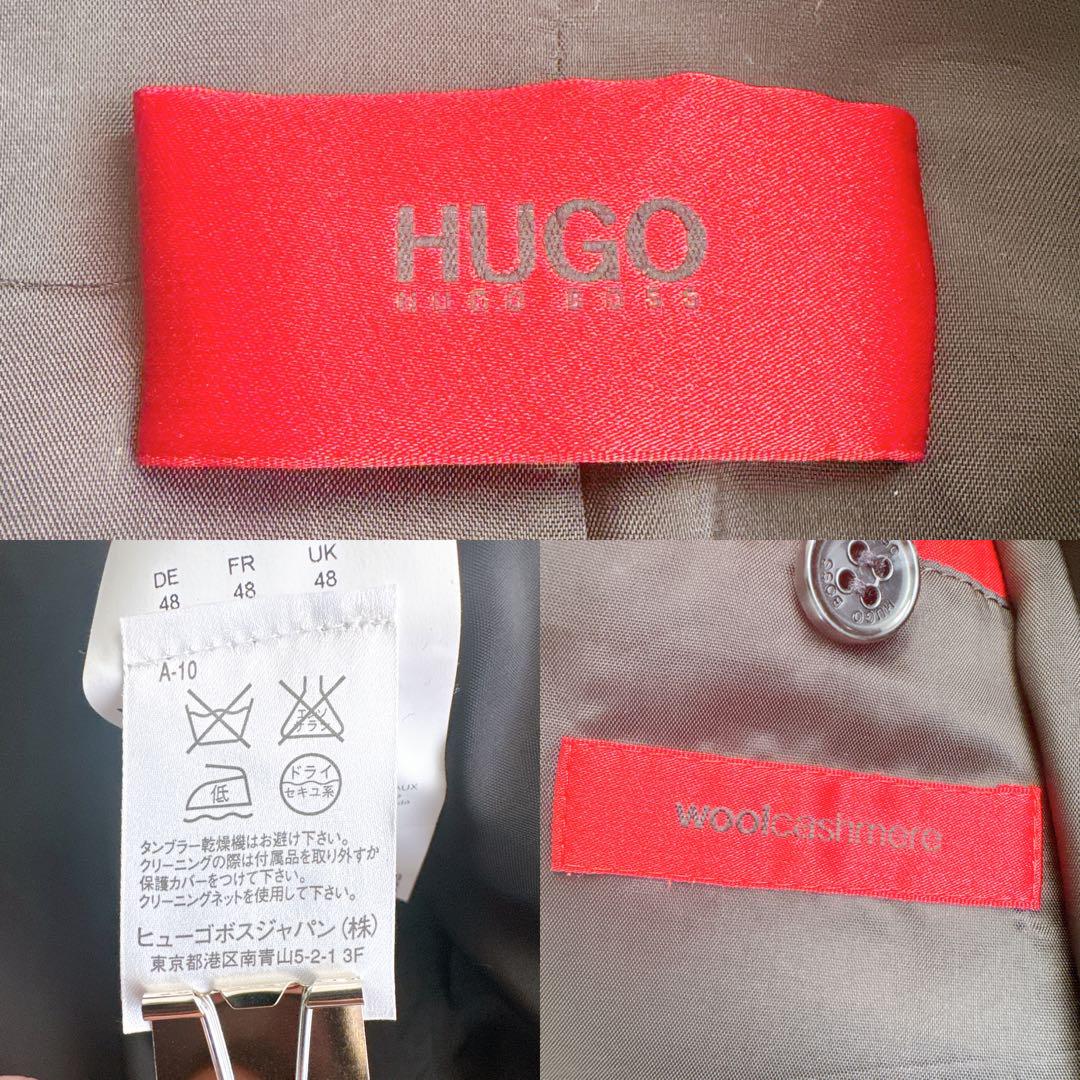 HUGO
HUGO BOSS
DE
FR
UK
48
48
48
A-10
エンソ
サラシ
低
ドライ
セキユ系
タンブラー乾燥機はお避け下さい。
クリーニングの際は付属品を取り外すか
保護カバーをつけて下さい。
クリーニングネットを使用して下さい。
ヒューゴボスジャパン(株)
東京都港区南青山5-2-1 3F
HUGO BOSS
woolcashmere